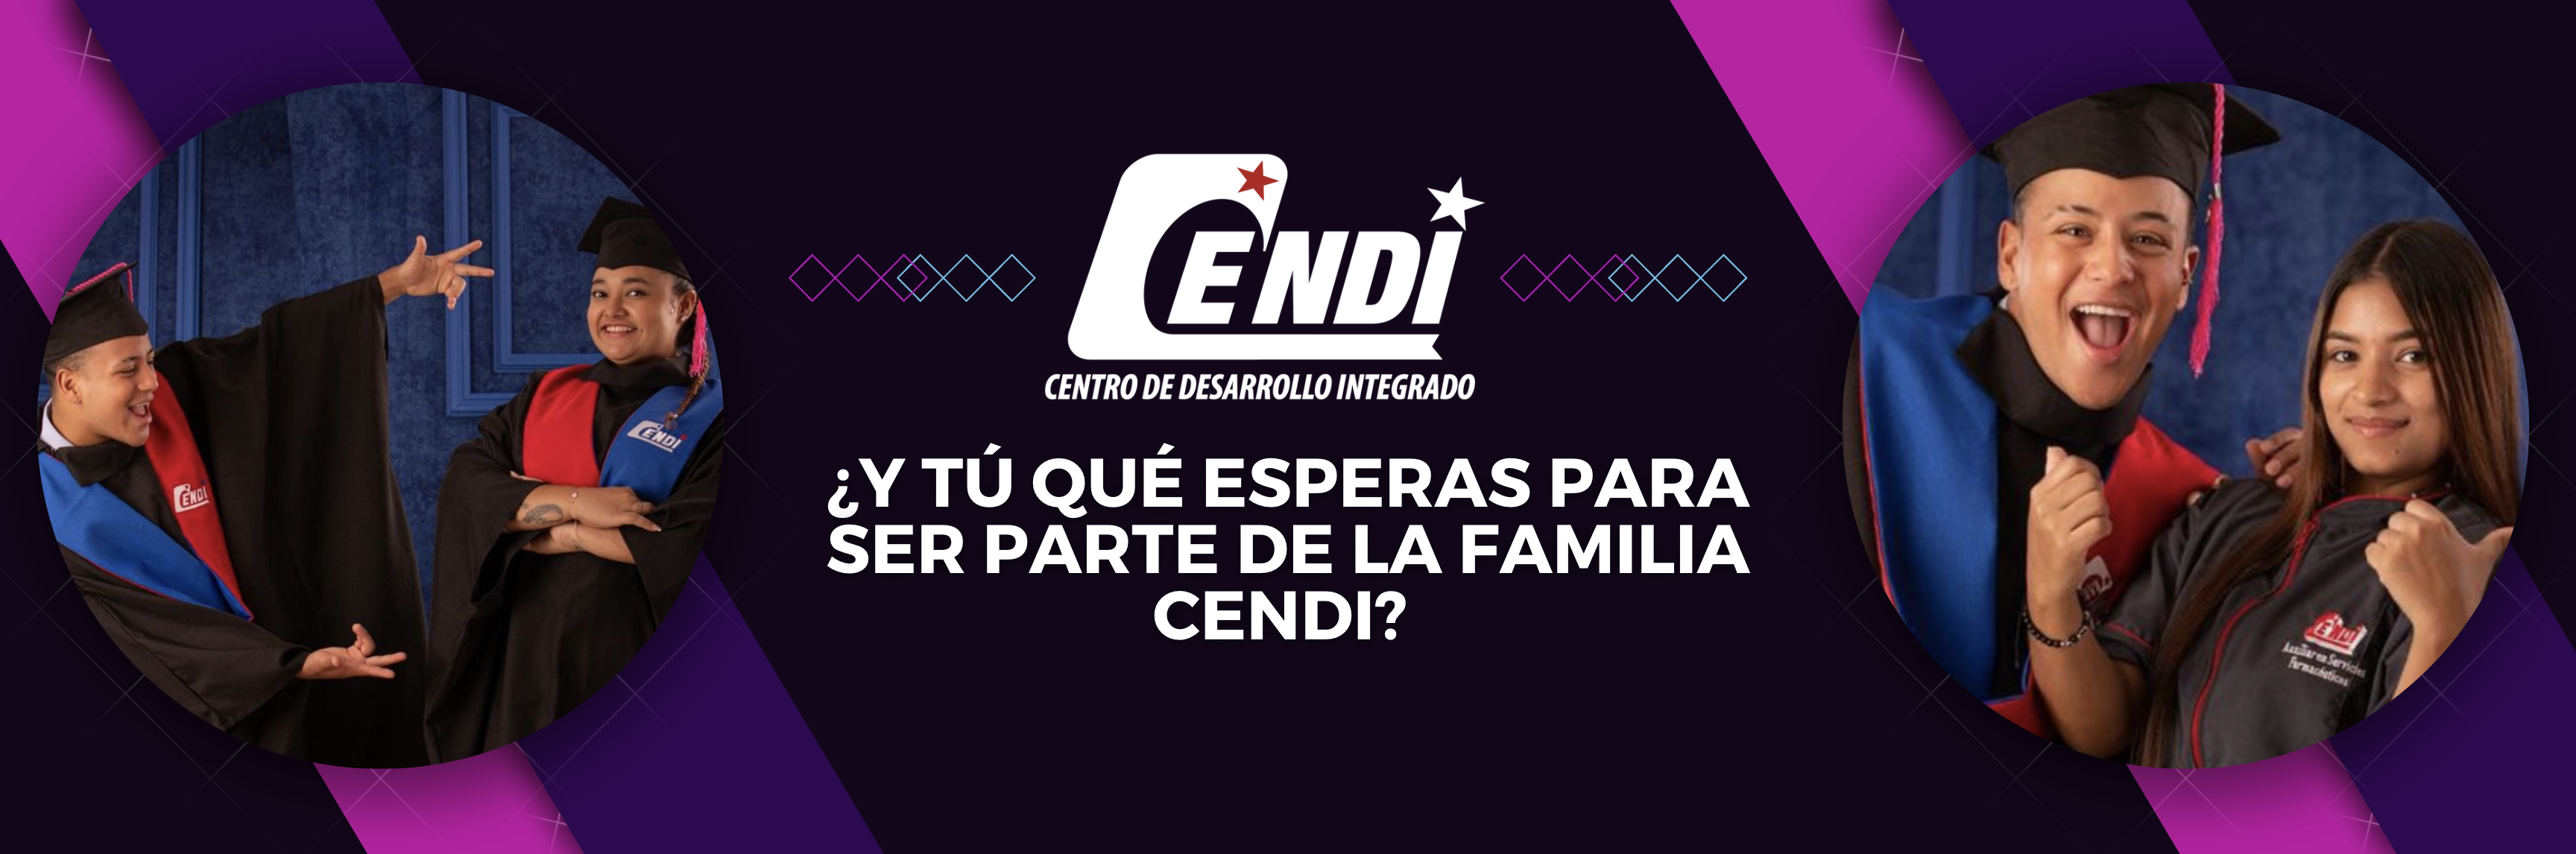 CENDI
CENTRO DE DESARROLLO INTEGRADO
¿Y TÚ QUÉ ESPERAS PARA
SER PARTE DE LA FAMILIA
CENDI?
CENDI
CENDI
CENDI
Auxiliar en Servicios
Farmacéuticos